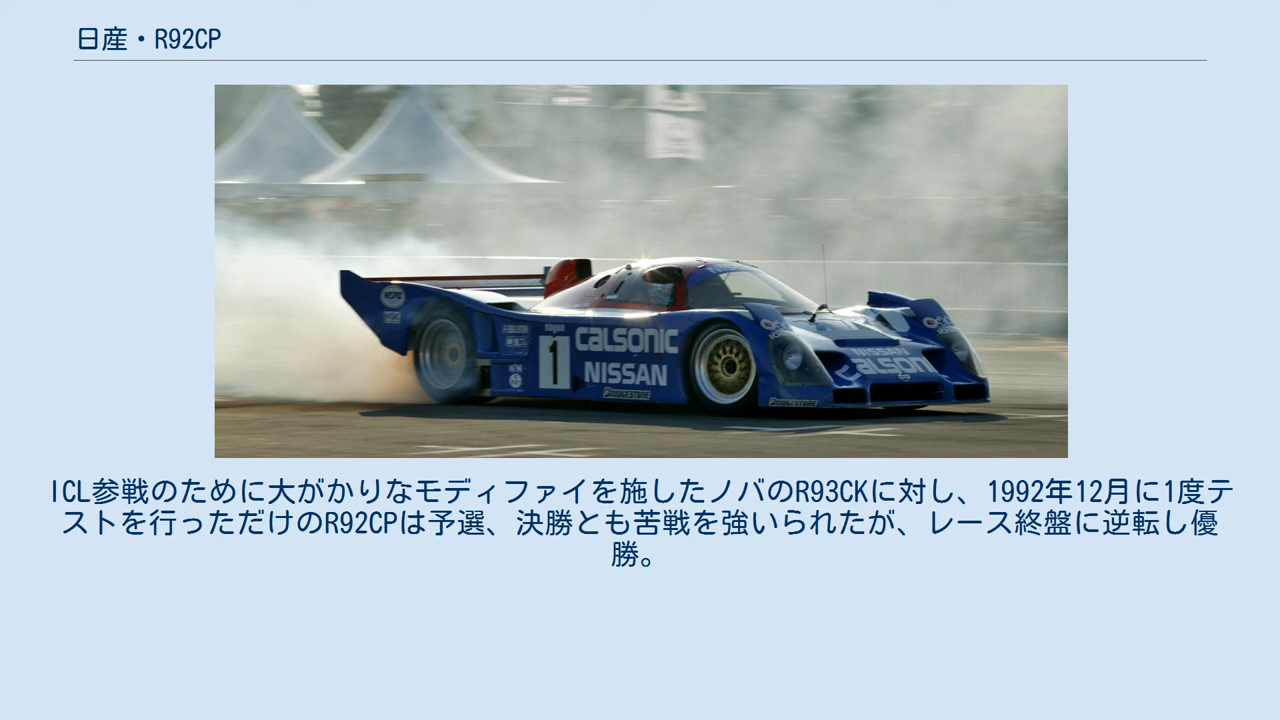 日産・R92CP
calsonic
1
NISSAN
BRIDGESTONE
NISSAN
calsonic
BRIDGESTONE
ICL参戦のために大がかりなモディファイを施したノバのR93CKに対し、1992年12月に1度テ
ストを行っただけのR92CPは予選、決勝とも苦戦を強いられたが、レース終盤に逆転し優
勝。